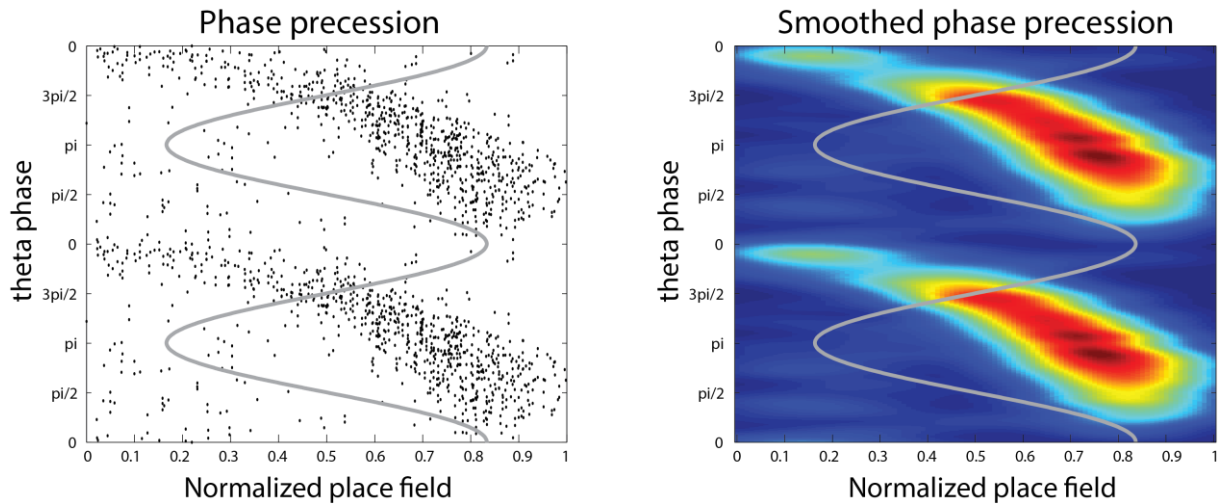 Phase precession
0
3pi/2
pi
pi/2
0
3pi/2
pi
pi/2
0
theta phase
0 0.1 0.2 0.3 0.4 0.5 0.6 0.7 0.8 0.9 1
Normalized place field
Smoothed phase precession
0
3pi/2
pi
pi/2
0
3pi/2
pi
pi/2
0
theta phase
0 0.1 0.2 0.3 0.4 0.5 0.6 0.7 0.8 0.9 1
Normalized place field